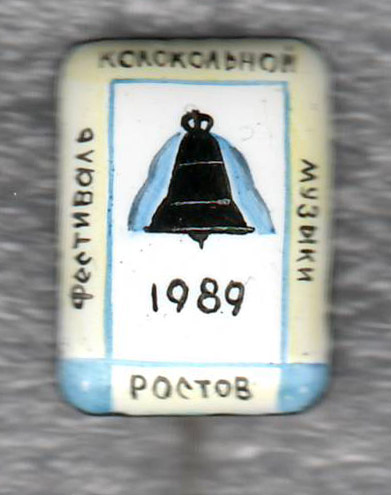 фестиваль
колокольной
музыки
1989
Ростов